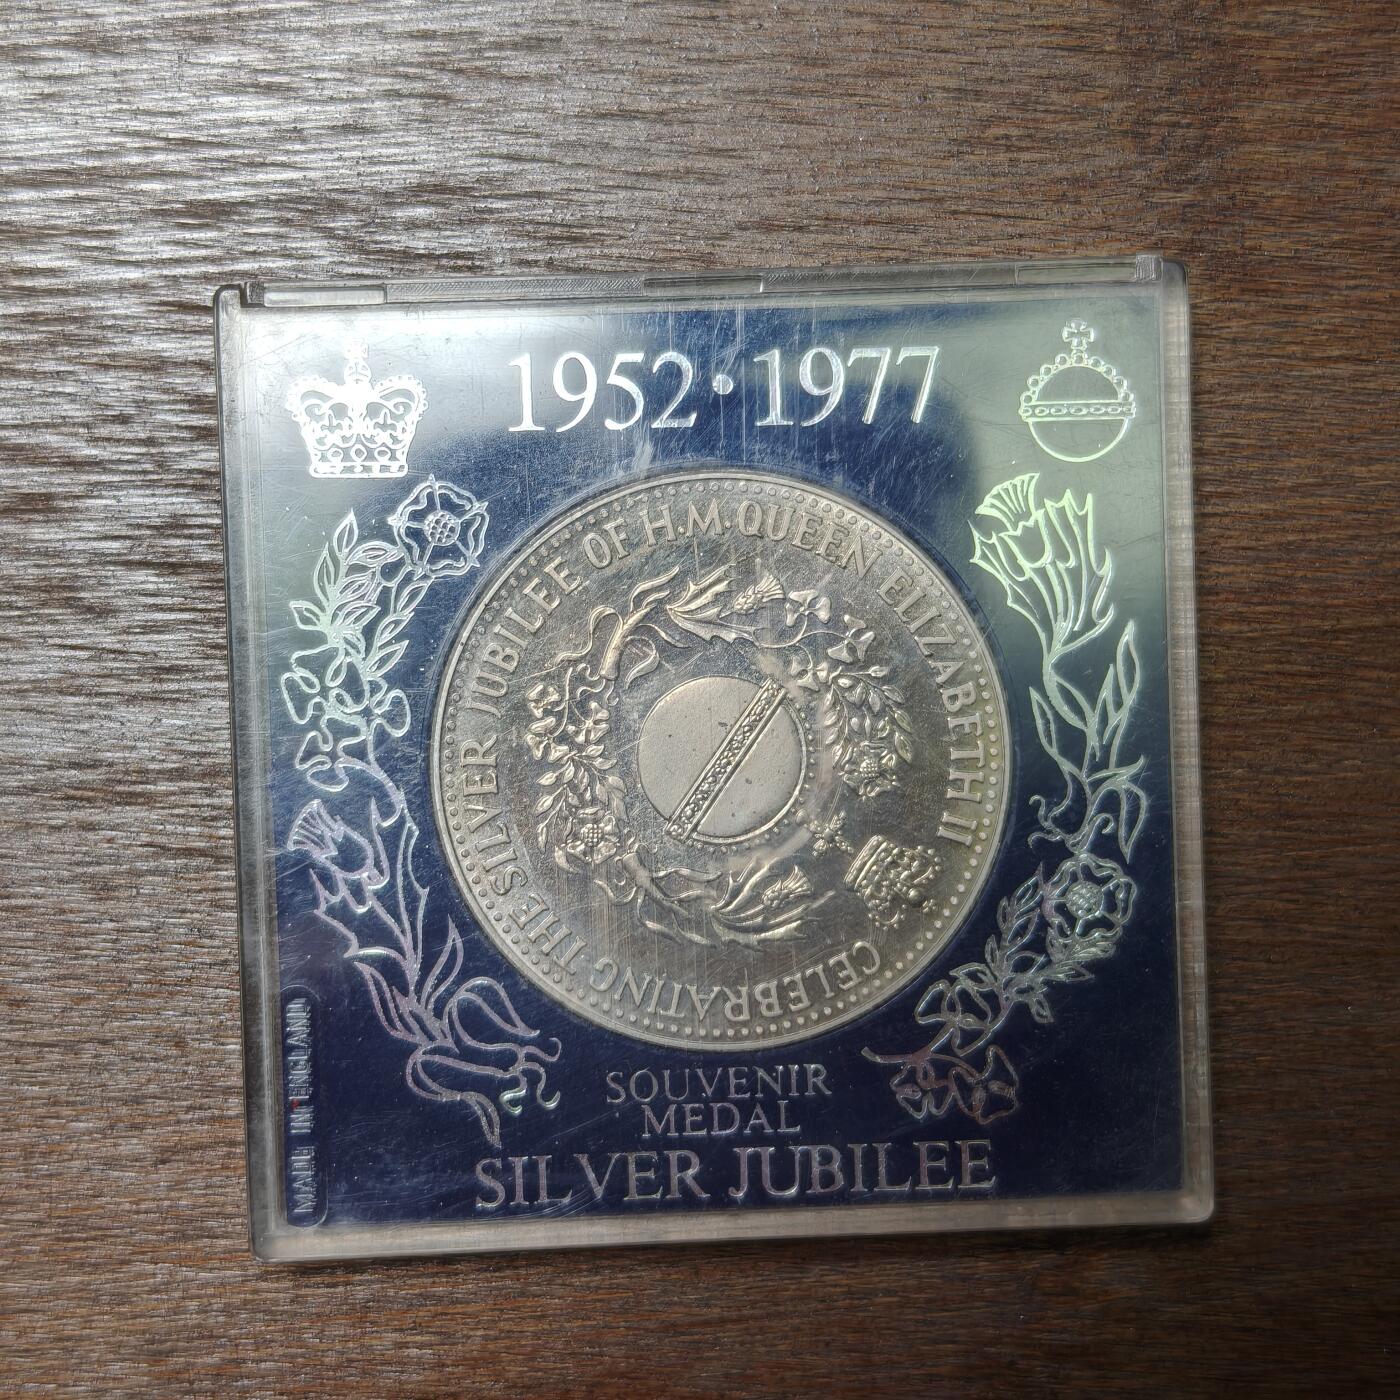 1952·1977
CELEBRATING THE SILVER JUBILEE OF H.M. QUEEN ELIZABETH II
SOUVENIR
MEDAL
SILVER JUBILEE
MADE IN ENGLAND